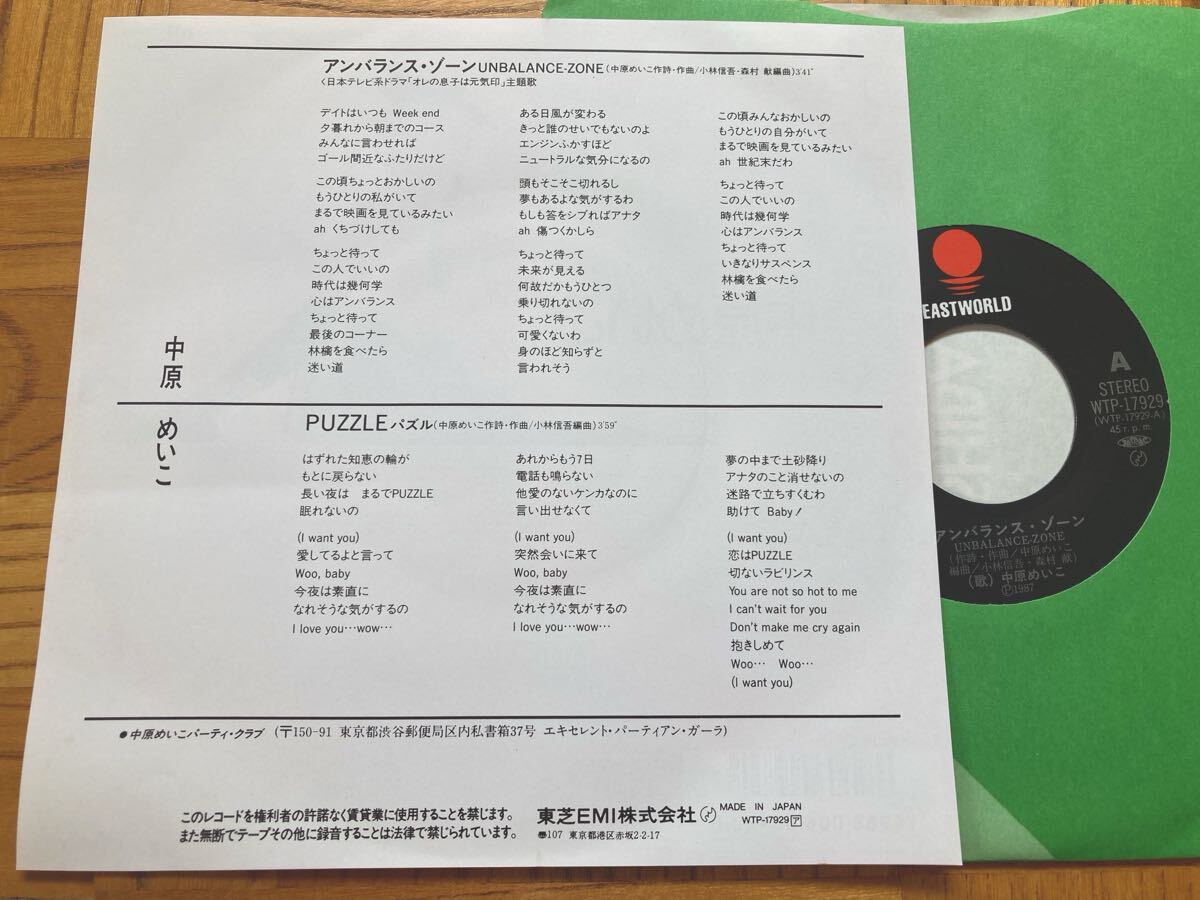 アンバランス・ゾーン UNBALANCE-ZONE (中原めいこ作詩・作曲/小林信吾・森村 献編曲)3'41"
〈日本テレビ系ドラマ「オレの息子は元気印」主題歌
デイトはいつも Week end
夕暮れから朝までのコース
みんなに言わせれば
ゴール間近なふたりだけど
この頃ちょっとおかしいの
もうひとりの私がいて
まるで映画を見ているみたい
ah くちづけしても
ちょっと待って
この人でいいの
時代は幾何学
心はアンバランス
ちょっと待って
最後のコーナー
林檎を食べたら
迷い道
ある日風が変わる
きっと誰のせいでもないのよ
エンジンふかすほど
ニュートラルな気分になるの
頭もそこそこ切れるし
夢もあるよな気がするわ
もしも答をシブればアナタ
ah 傷つくかしら
ちょっと待って
未来が見える
何故だかもうひとつ
乗り切れないの
ちょっと待って
可愛くないわ
身のほど知らずと
言われそう
この頃みんなおかしいの
もうひとりの自分がいて
まるで映画を見ているみたい
ah 世紀末だわ
ちょっと待って
この人でいいの
時代は幾何学
心はアンバランス
ちょっと待って
いきなりサスペンス
林檎を食べたら
迷い道
中原 めいこ
PUZZLE パズル(中原めいこ作詩・作曲/小林信吾編曲)3'59"
はずれた知恵の輪が
もとに戻らない
長い夜は まるでPUZZLE
眠れないの
(I want you)
愛してるよと言って
Woo, baby
今夜は素直に
なれそうな気がするの
I love you…wow…
あれからもう7日
電話も鳴らない
他愛のないケンカなのに
言い出せなくて
(I want you)
突然会いに来て
Woo, baby
今夜は素直に
なれそうな気がするの
I love you…wow…
夢の中まで土砂降り
アナタのこと消せないの
迷路で立ちすくむわ
助けて Baby!
(I want you)
恋はPUZZLE
切ないラビリンス
You are not so hot to me
I can't wait for you
Don't make me cry again
抱きしめて
Woo… Woo…
(I want you)
●中原めいこパーティ・クラブ (〒150-91 東京都渋谷郵便局区内私書箱37号 エキセレント・パーティアン・ガーラ)
このレコードを権利者の許諾なく賃貸業に使用することを禁じます。
また無断でテープその他に録音することは法律で禁じられています。
東芝EMI株式会社
〠107 東京都港区赤坂2-2-17
MADE IN JAPAN
WTP-17929 ア
EASTWORLD
A
STEREO
WTP-17929
(WTP-17929-A)
45 r. p. m.
アンバランス・ゾーン
UNBALANCE-ZONE
(作詩・作曲/中原めいこ
編曲/小林信吾・森村 献)
(歌) 中原めいこ
Ⓟ1987